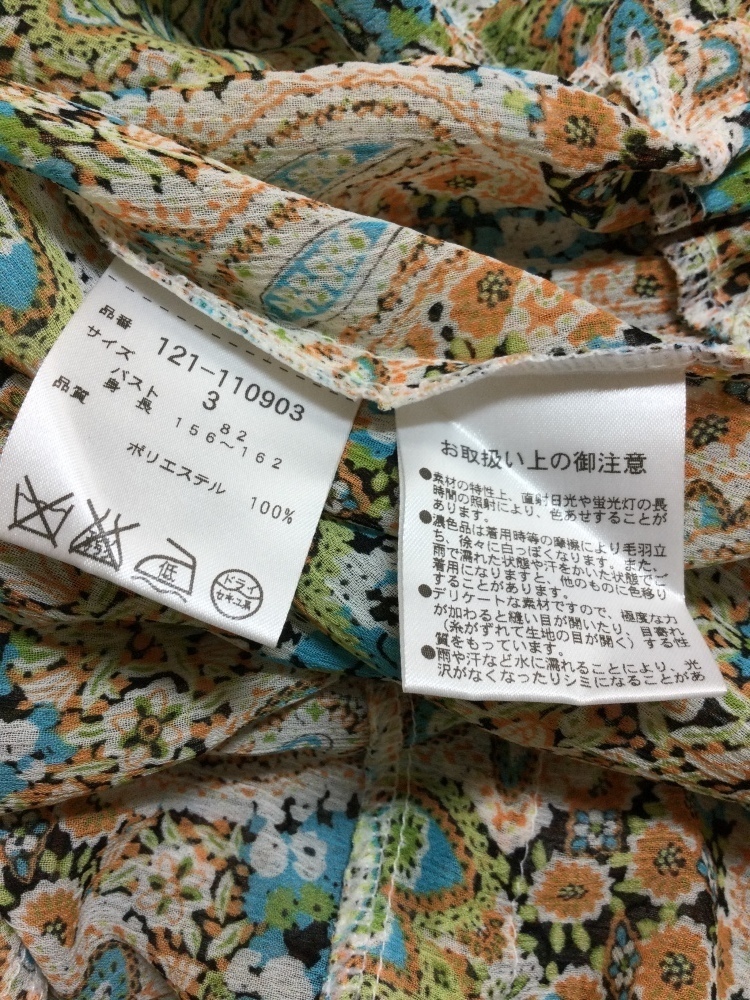 品番 121-110903
サイズ 3
バスト 82
身長 156〜162
品質
ポリエステル 100%
エンソ
低
ドライ
セキユ系
お取扱い上の御注意
●素材の特性上、直射日光や蛍光灯の長
時間の照射により、色あせすることが
あります。
●濃色品は着用時等の摩擦により毛羽立
ち、徐々に白っぽくなります。また、
雨で濡れた状態や汗をかいた状態でご
着用になりますと、他のものに色移り
することがあります。
●デリケートな素材ですので、極度な力
が加わると縫い目が開いたり、目寄れ
(糸がずれて生地の目が開く)する性
質をもっています。
●雨や汗など水に濡れることにより、光
沢がなくなったりシミになることがあ